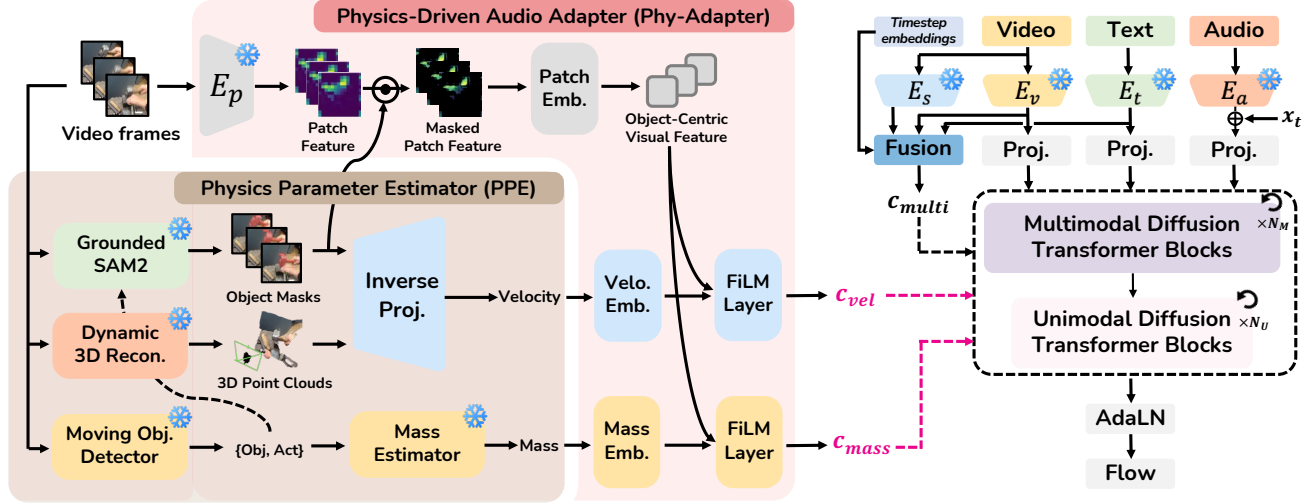 Physics-Driven Audio Adapter (Phy-Adapter)
Video frames
E_p
Patch
Feature
Masked
Patch Feature
Patch
Emb.
Object-Centric
Visual Feature
Physics Parameter Estimator (PPE)
Grounded
SAM2
Object Masks
Dynamic
3D Recon.
3D Point Clouds
Inverse
Proj.
Velocity
Velo.
Emb.
FiLM
Layer
c_vel
Moving Obj.
Detector
{Obj, Act}
Mass
Estimator
Mass
Mass
Emb.
FiLM
Layer
c_mass
Timestep
embeddings
Video
Text
Audio
E_s
E_v
E_t
E_a
x_t
Fusion
Proj.
Proj.
Proj.
c_multi
Multimodal Diffusion
Transformer Blocks
×N_M
Unimodal Diffusion
Transformer Blocks
×N_U
AdaLN
Flow